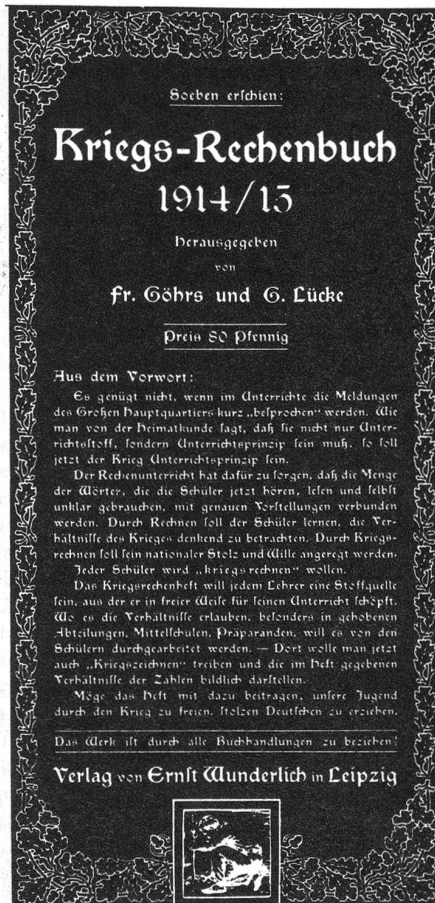 Soeben erschien:
Kriegs-Rechenbuch
1914/15
Herausgegeben
von
Fr. Göhrs und G. Lücke
Preis 80 Pfennig
Aus dem Vorwort:
Es genügt nicht, wenn im Unterrichte die Meldungen
des Großen Hauptquartiers kurz „besprochen“ werden. Wie
man von der Heimatkunde sagt, daß sie nicht nur Unter-
richtsstoff, sondern Unterrichtsprinzip sein muß, so soll
jetzt der Krieg Unterrichtsprinzip sein.
Der Rechenunterricht hat dafür zu sorgen, daß die Menge
der Wörter, die die Schüler jetzt hören, lesen und selbst
unklar gebrauchen, mit genauen Vorstellungen verbunden
werden. Durch Rechnen soll der Schüler lernen, die Ver-
hältnisse des Krieges denkend zu betrachten. Durch Kriegs-
rechnen soll sein nationaler Stolz und Wille angeregt werden.
Jeder Schüler wird „kriegsrechnen“ wollen.
Das Kriegsrechenheft will jedem Lehrer eine Stoffquelle
sein, aus der er in freier Weise für seinen Unterricht schöpft.
Wo es die Verhältnisse erlauben, besonders in gehobenen
Abteilungen, Mittelschulen, Präparanden, will es von den
Schülern durchgearbeitet werden. — Dort wolle man jetzt
auch „Kriegszeichnen“ treiben und die im Heft gegebenen
Verhältnisse der Zahlen bildlich darstellen.
Möge das Heft mit dazu beitragen, unsere Jugend
durch den Krieg zu freien, stolzen Deutschen zu erziehen.
Das Werk ist durch alle Buchhandlungen zu beziehen!
Verlag von Ernst Wunderlich in Leipzig